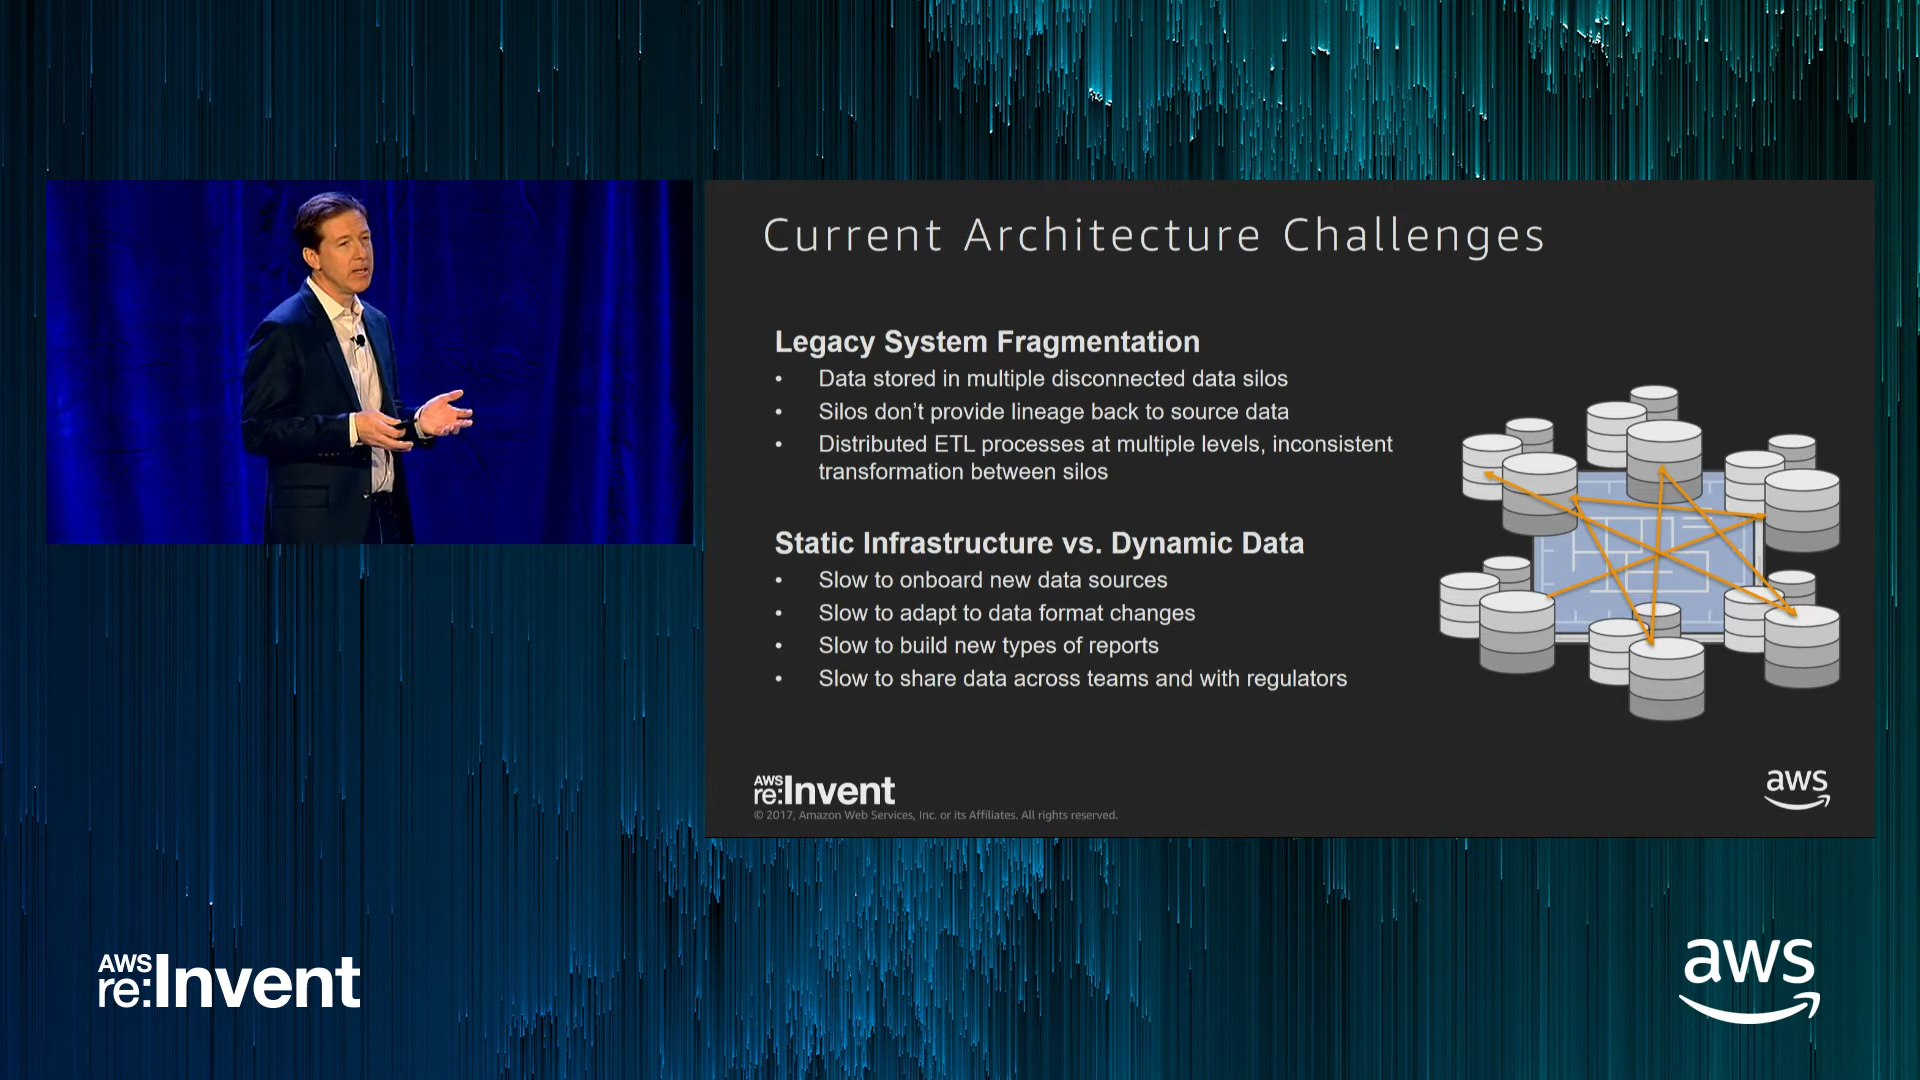 Current Architecture Challenges
Legacy System Fragmentation
• Data stored in multiple disconnected data silos
• Silos don’t provide lineage back to source data
• Distributed ETL processes at multiple levels, inconsistent
transformation between silos
Static Infrastructure vs. Dynamic Data
• Slow to onboard new data sources
• Slow to adapt to data format changes
• Slow to build new types of reports
• Slow to share data across teams and with regulators
AWS
re:Invent
© 2017, Amazon Web Services, Inc. or its Affiliates. All rights reserved.
aws
AWS
re:Invent
aws